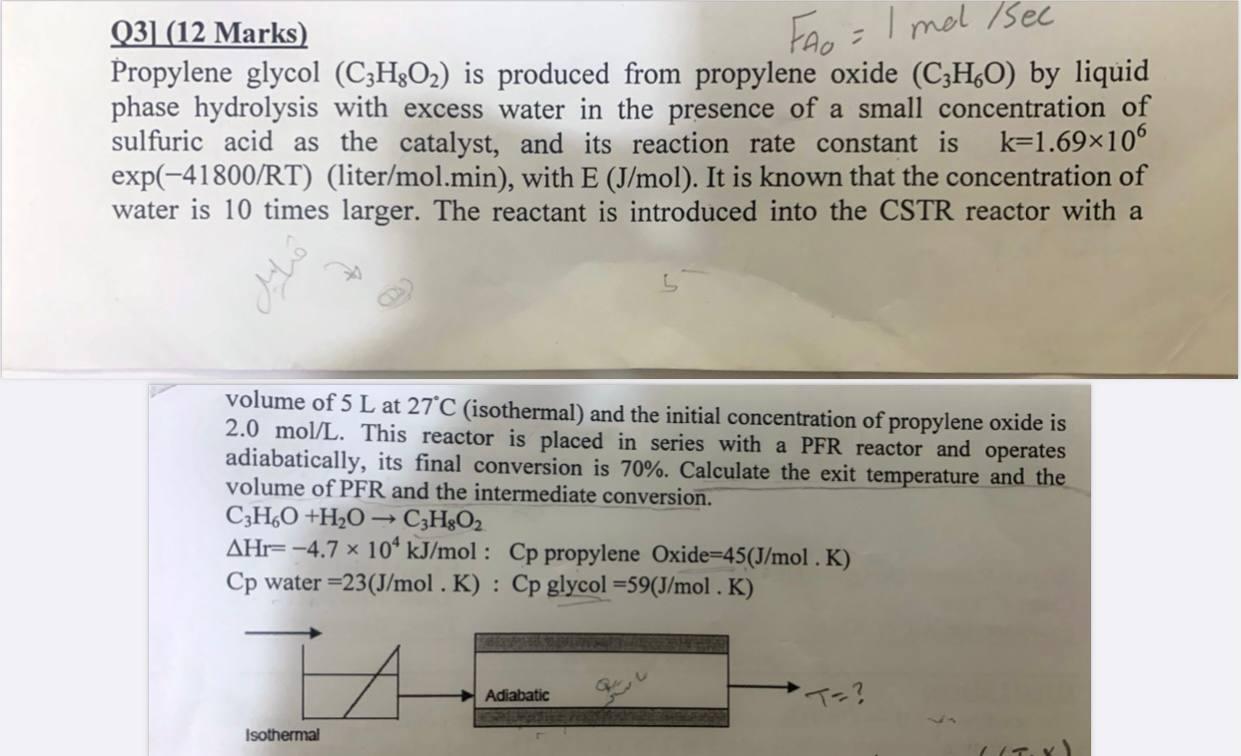 Q3] (12 Marks)
F_A0 = 1 mol /sec
Propylene glycol (C₃H₈O₂) is produced from propylene oxide (C₃H₆O) by liquid
phase hydrolysis with excess water in the presence of a small concentration of
sulfuric acid as the catalyst, and its reaction rate constant is k=1.69×10⁶
exp(−41800/RT) (liter/mol.min), with E (J/mol). It is known that the concentration of
water is 10 times larger. The reactant is introduced into the CSTR reactor with a
5
volume of 5 L at 27°C (isothermal) and the initial concentration of propylene oxide is
2.0 mol/L. This reactor is placed in series with a PFR reactor and operates
adiabatically, its final conversion is 70%. Calculate the exit temperature and the
volume of PFR and the intermediate conversion.
C₃H₆O +H₂O → C₃H₈O₂
ΔHr= −4.7 × 10⁴ kJ/mol : Cp propylene Oxide=45(J/mol . K)
Cp water =23(J/mol . K) : Cp glycol =59(J/mol . K)
Adiabatic
T=?
Isothermal